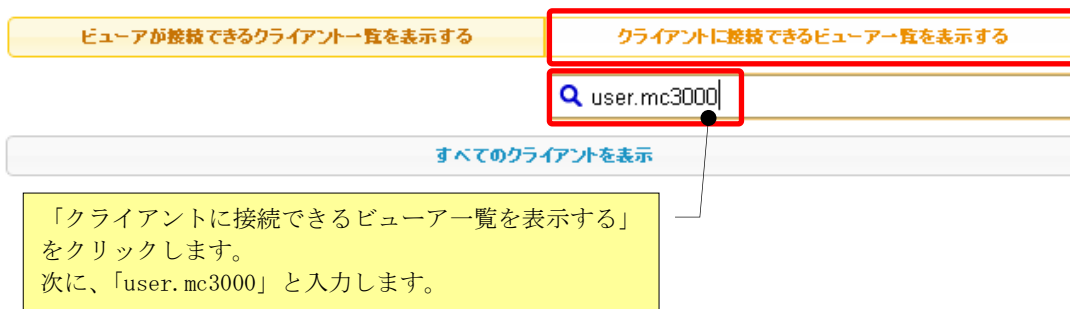 ビューアが接続できるクライアント一覧を表示する
クライアントに接続できるビューア一覧を表示する
user.mc3000
すべてのクライアントを表示
「クライアントに接続できるビューア一覧を表示する」
をクリックします。
次に、「user.mc3000」と入力します。